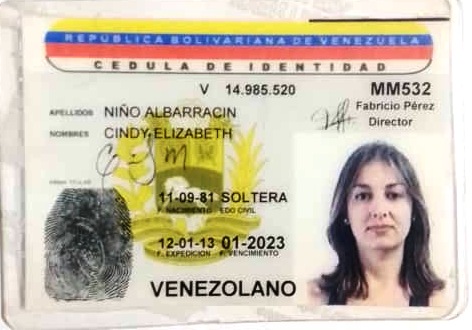 REPÚBLICA BOLIVARIANA DE VENEZUELA
CEDULA DE IDENTIDAD
V 14.985.520
MM532
Fabricio Pérez
Director
APELLIDOS NIÑO ALBARRACIN
NOMBRES CINDY ELIZABETH
FIRMA TITULAR
11-09-81 SOLTERA
F. NACIMIENTO EDO CIVIL
12-01-13 01-2023
F. EXPEDICION F. VENCIMIENTO
VENEZOLANO